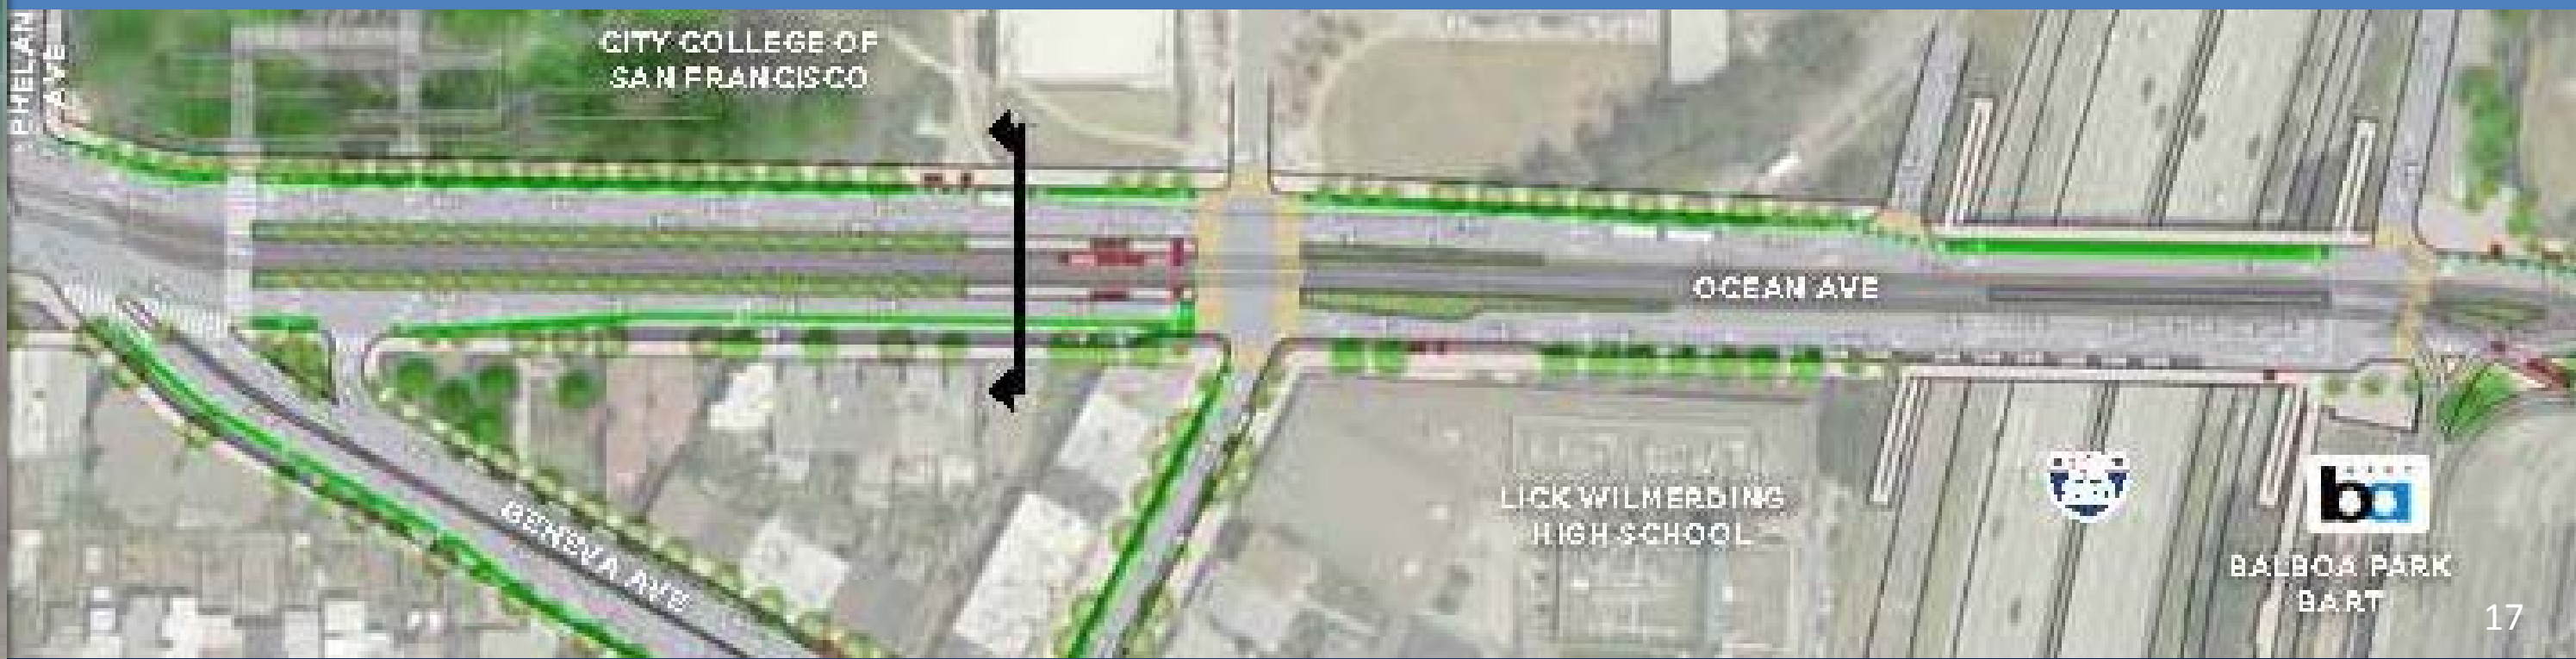 PHELAN
AVE
CITY COLLEGE OF
SAN FRANCISCO
OCEAN AVE
GENEVA AVE
LICK WILMERDING
HIGH SCHOOL
ba
BALBOA PARK
BART
17